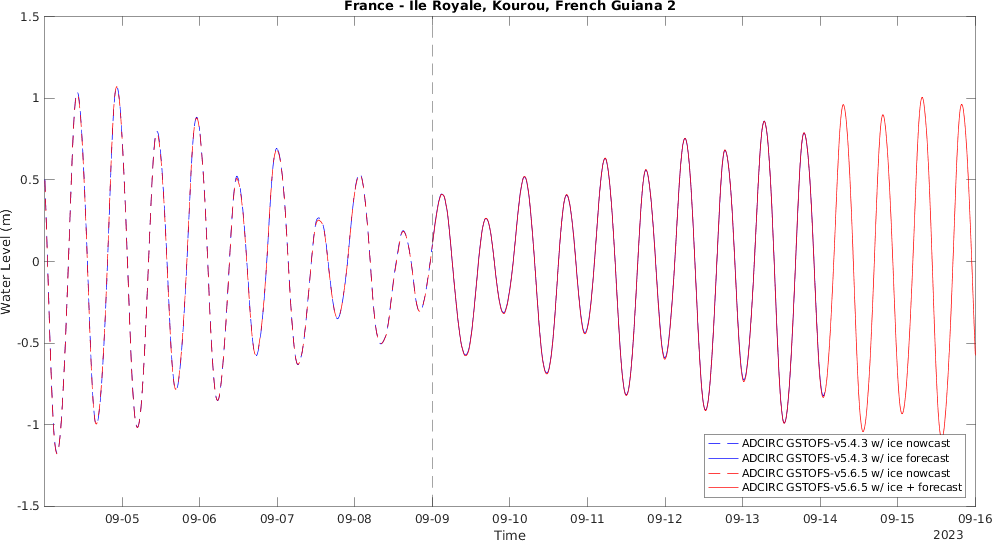 France - Ile Royale, Kourou, French Guiana 2
1.5
1
0.5
0
-0.5
-1
-1.5
Water Level (m)
09-05 09-06 09-07 09-08 09-09 09-10 09-11 09-12 09-13 09-14 09-15 09-16
Time
2023
ADCIRC GSTOFS-v5.4.3 w/ ice nowcast
ADCIRC GSTOFS-v5.4.3 w/ ice forecast
ADCIRC GSTOFS-v5.6.5 w/ ice nowcast
ADCIRC GSTOFS-v5.6.5 w/ ice + forecast